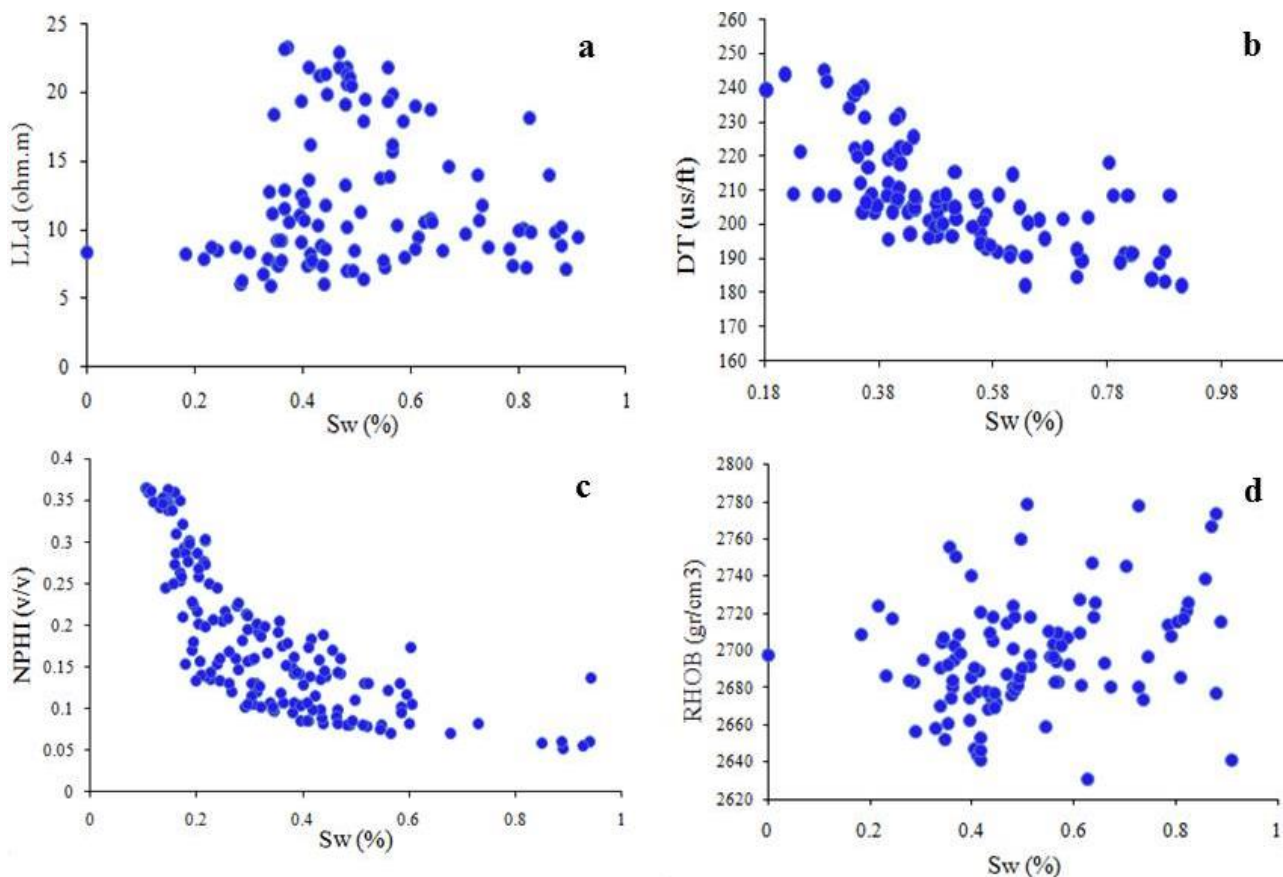 a
LLd (ohm.m)
25
20
15
10
5
0
0 0.2 0.4 0.6 0.8 1
Sw (%)
b
DT (us/ft)
260
250
240
230
220
210
200
190
180
170
160
0.18 0.38 0.58 0.78 0.98
Sw (%)
c
NPHI (v/v)
0.4
0.35
0.3
0.25
0.2
0.15
0.1
0.05
0
0 0.2 0.4 0.6 0.8 1
Sw (%)
d
RHOB (gr/cm3)
2800
2780
2760
2740
2720
2700
2680
2660
2640
2620
0 0.2 0.4 0.6 0.8 1
Sw (%)